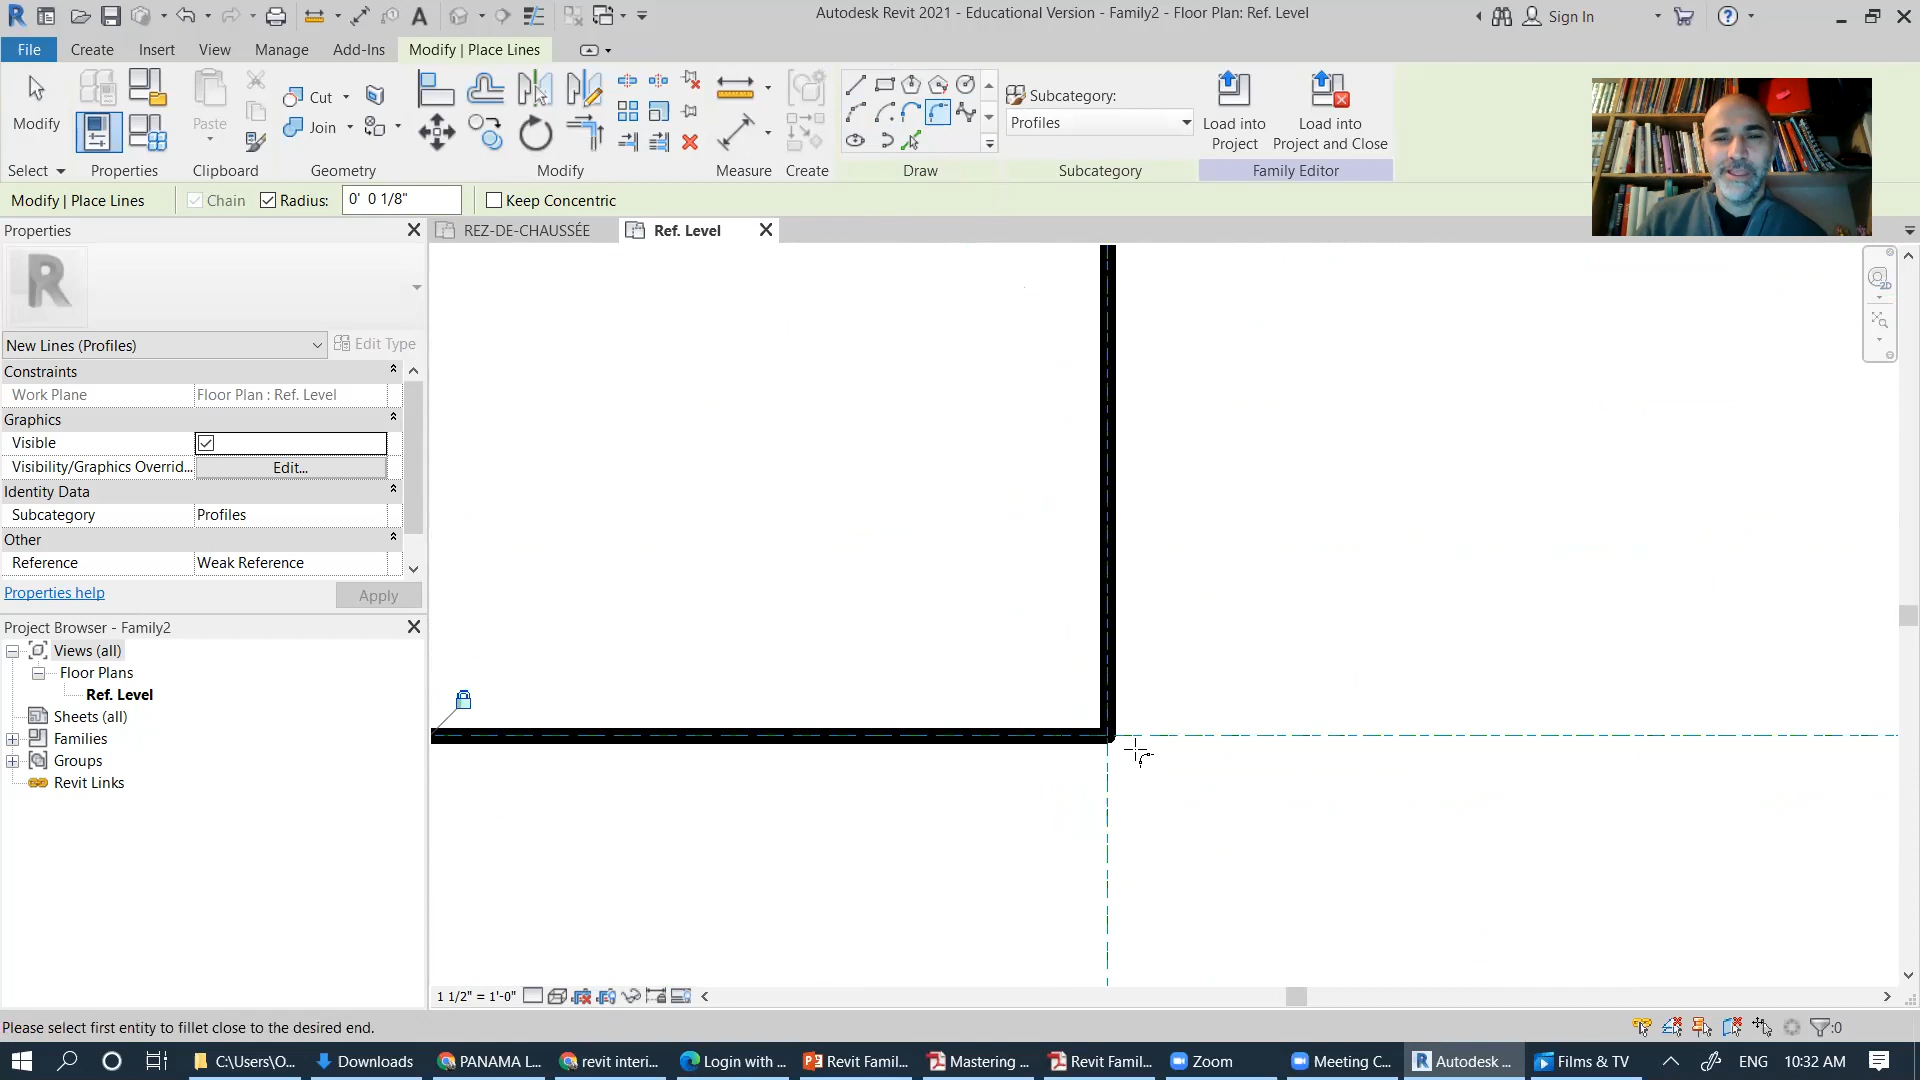 Autodesk Revit 2021 - Educational Version - Family2 - Floor Plan: Ref. Level
Sign In
File Create Insert View Manage Add-Ins Modify | Place Lines
Modify
Paste
Cut
Join
Subcategory:
Profiles
Load into Project
Load into Project and Close
Select Properties Clipboard Geometry Modify Measure Create Draw Subcategory Family Editor
Modify | Place Lines Chain Radius: 0' 0 1/8" Keep Concentric
Properties
REZ-DE-CHAUSSÉE
Ref. Level
2D
New Lines (Profiles)
Edit Type
Constraints
Work Plane Floor Plan : Ref. Level
Graphics
Visible
Visibility/Graphics Overrid... Edit...
Identity Data
Subcategory Profiles
Other
Reference Weak Reference
Properties help
Apply
Project Browser - Family2
Views (all)
Floor Plans
Ref. Level
Sheets (all)
Families
Groups
Revit Links
1 1/2" = 1'-0"
Please select first entity to fillet close to the desired end.
:0
C:\Users\O... Downloads PANAMA L... revit interi... Login with ... Revit Famil... Mastering ... Revit Famil... Zoom Meeting C... Autodesk ... Films & TV ENG 10:32 AM